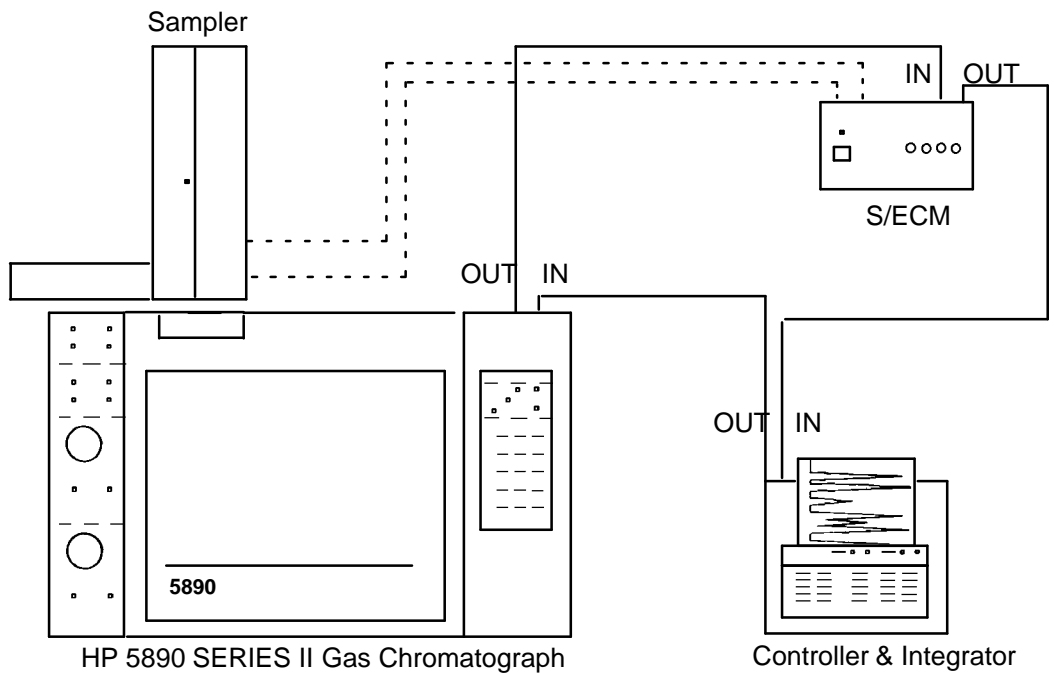 Sampler
IN OUT
S/ECM
OUT IN
OUT IN
5890
HP 5890 SERIES II Gas Chromatograph
Controller & Integrator